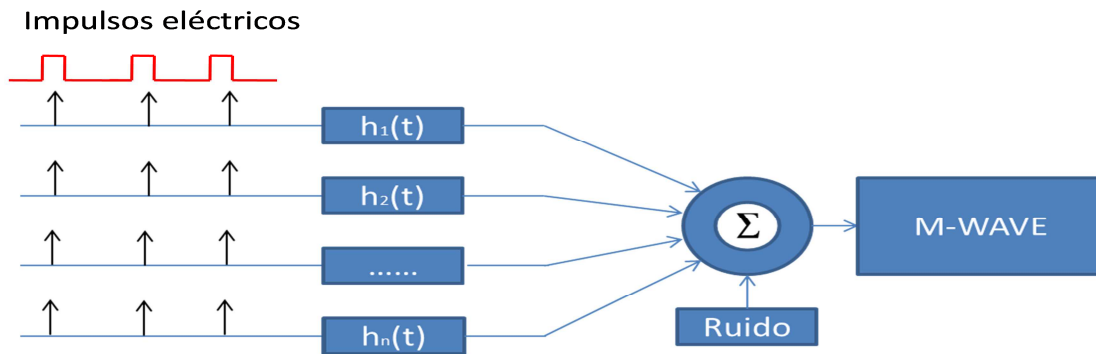 Impulsos eléctricos
h₁(t)
h₂(t)
......
hₙ(t)
Σ
M-WAVE
Ruido